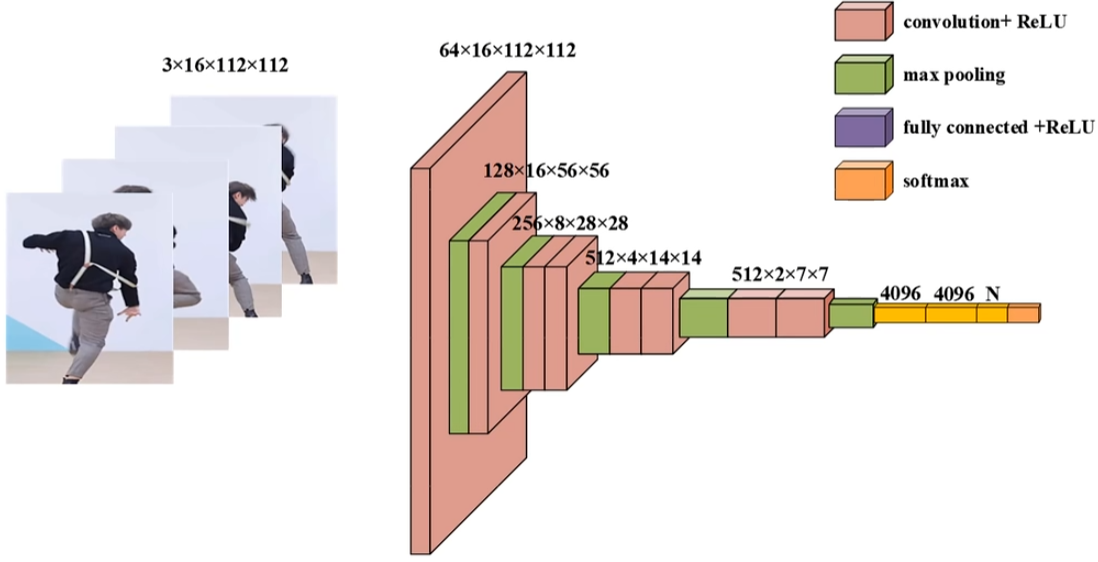 3×16×112×112
64×16×112×112
128×16×56×56
256×8×28×28
512×4×14×14
512×2×7×7
4096 4096 N
convolution+ ReLU
max pooling
fully connected +ReLU
softmax